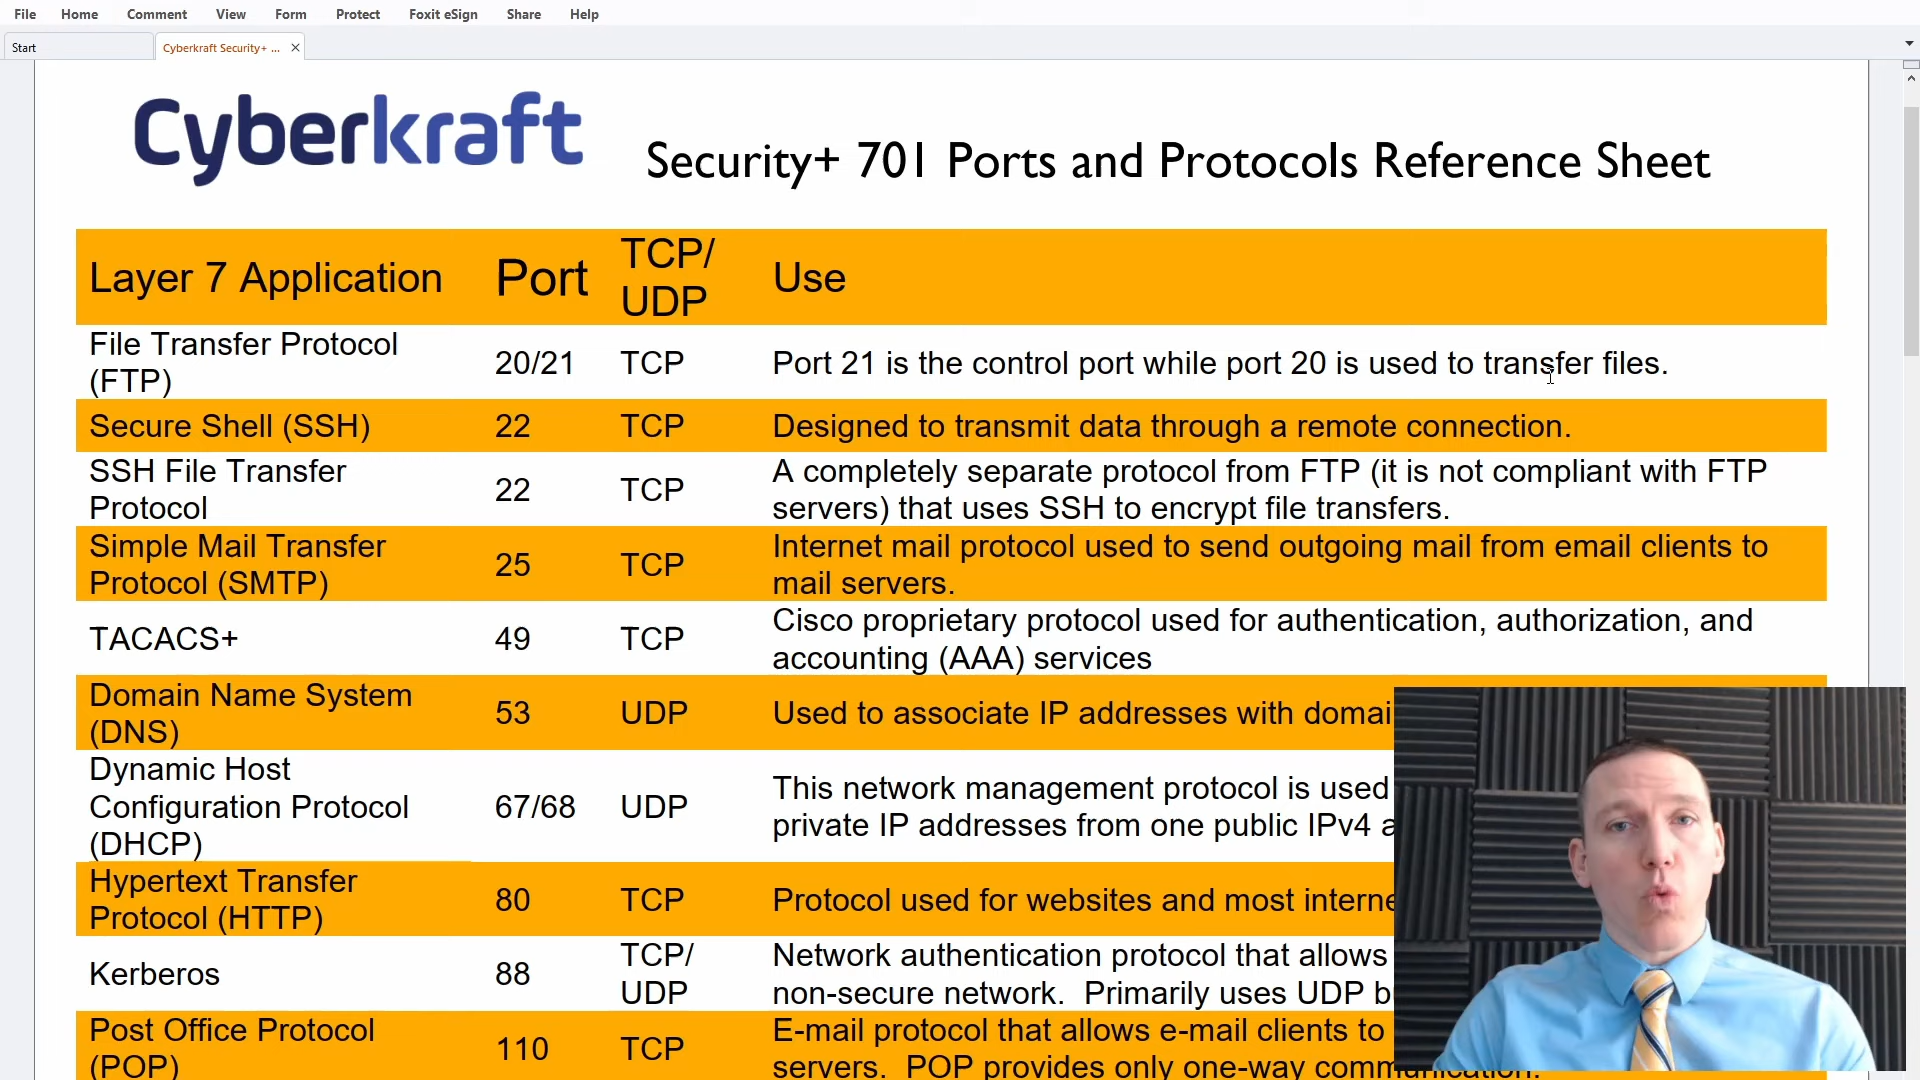 File Home Comment View Form Protect Foxit eSign Share Help
Start Cyberkraft Security+ ...
Cyberkraft
Security+ 701 Ports and Protocols Reference Sheet
Layer 7 Application Port TCP/ UDP Use
File Transfer Protocol (FTP) 20/21 TCP Port 21 is the control port while port 20 is used to transfer files.
Secure Shell (SSH) 22 TCP Designed to transmit data through a remote connection.
SSH File Transfer Protocol 22 TCP A completely separate protocol from FTP (it is not compliant with FTP
servers) that uses SSH to encrypt file transfers.
Simple Mail Transfer Protocol (SMTP) 25 TCP Internet mail protocol used to send outgoing mail from email clients to
mail servers.
TACACS+ 49 TCP Cisco proprietary protocol used for authentication, authorization, and
accounting (AAA) services
Domain Name System (DNS) 53 UDP Used to associate IP addresses with domai
Dynamic Host Configuration Protocol (DHCP) 67/68 UDP This network management protocol is used
private IP addresses from one public IPv4 a
Hypertext Transfer Protocol (HTTP) 80 TCP Protocol used for websites and most interne
Kerberos 88 TCP/ UDP Network authentication protocol that allows
non-secure network. Primarily uses UDP b
Post Office Protocol (POP) 110 TCP E-mail protocol that allows e-mail clients to
servers. POP provides only one-way communication.